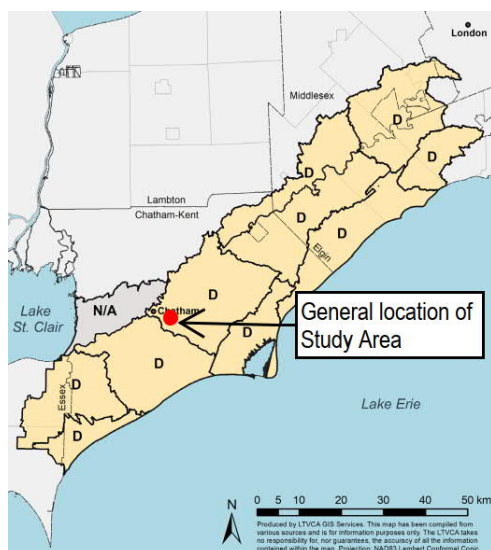 London
Middlesex
D
D
D
Lambton
Chatham-Kent
D
D
Elgin
D
N/A
Chatham
Lake
St. Clair
General location of
Study Area
D
D
D
Essex
D
Lake Erie
N
0 5 10 20 30 40 50 km
Produced by LTVCA GIS Services. This map has been compiled from
various sources and is for information purposes only. The LTVCA takes
no responsibility for, nor guarantees, the accuracy of all the information
contained within the map. Projection: NAD83 Lambert Conformal Conic